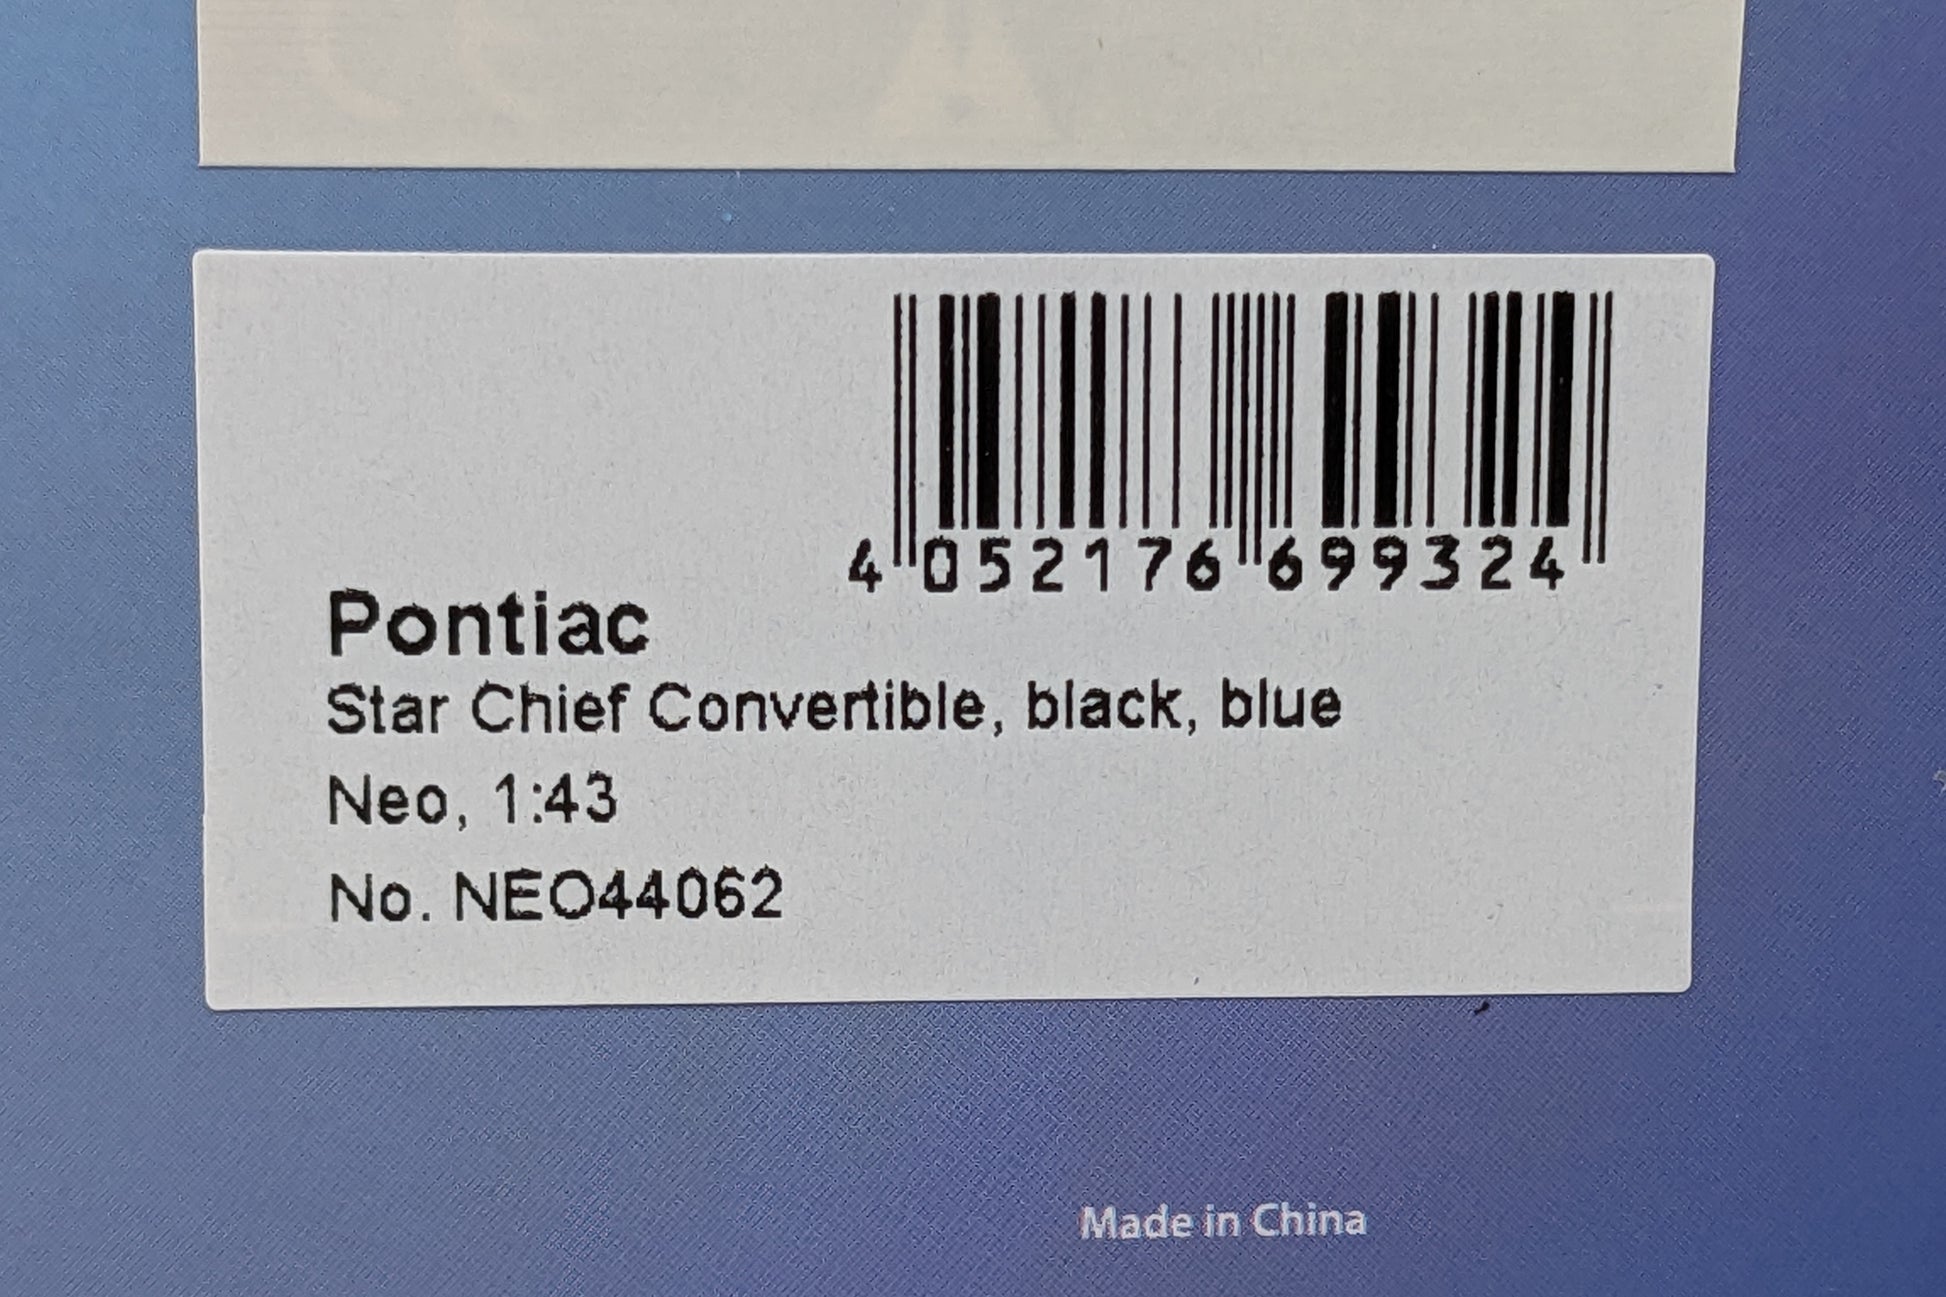 4 052176 699324
Pontiac
Star Chief Convertible, black, blue
Neo, 1:43
No. NEO44062
Made in China